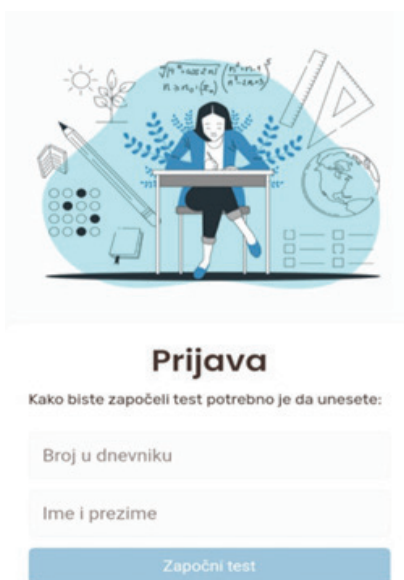 Prijava
Kako biste započeli test potrebno je da unesete:
Broj u dnevniku
Ime i prezime
Započni test